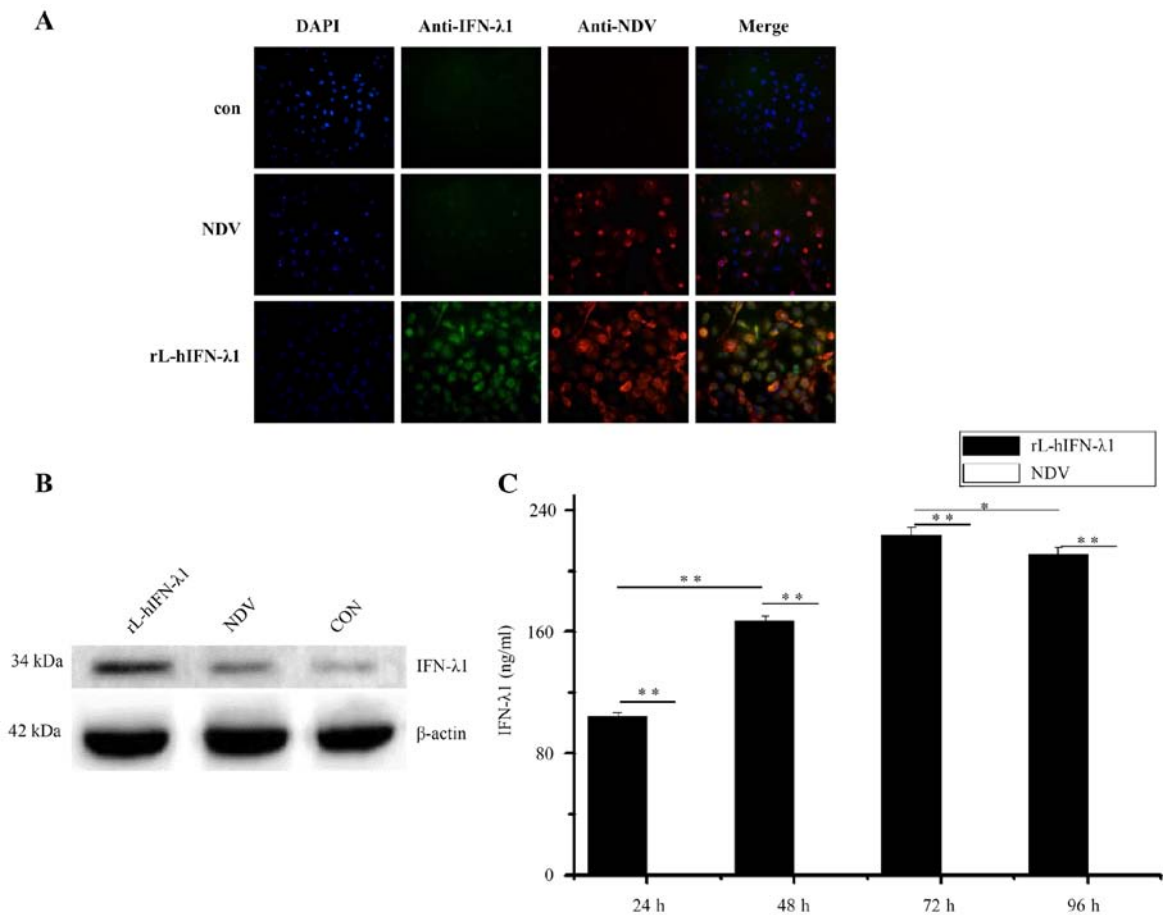 A
DAPI Anti-IFN-λ1 Anti-NDV Merge
con
NDV
rL-hIFN-λ1
B
rL-hIFN-λ1 NDV CON
34 kDa IFN-λ1
42 kDa β-actin
C
rL-hIFN-λ1
NDV
IFN-λ1 (ng/ml)
240
160
80
0
** ** ** * ** **
24 h 48 h 72 h 96 h